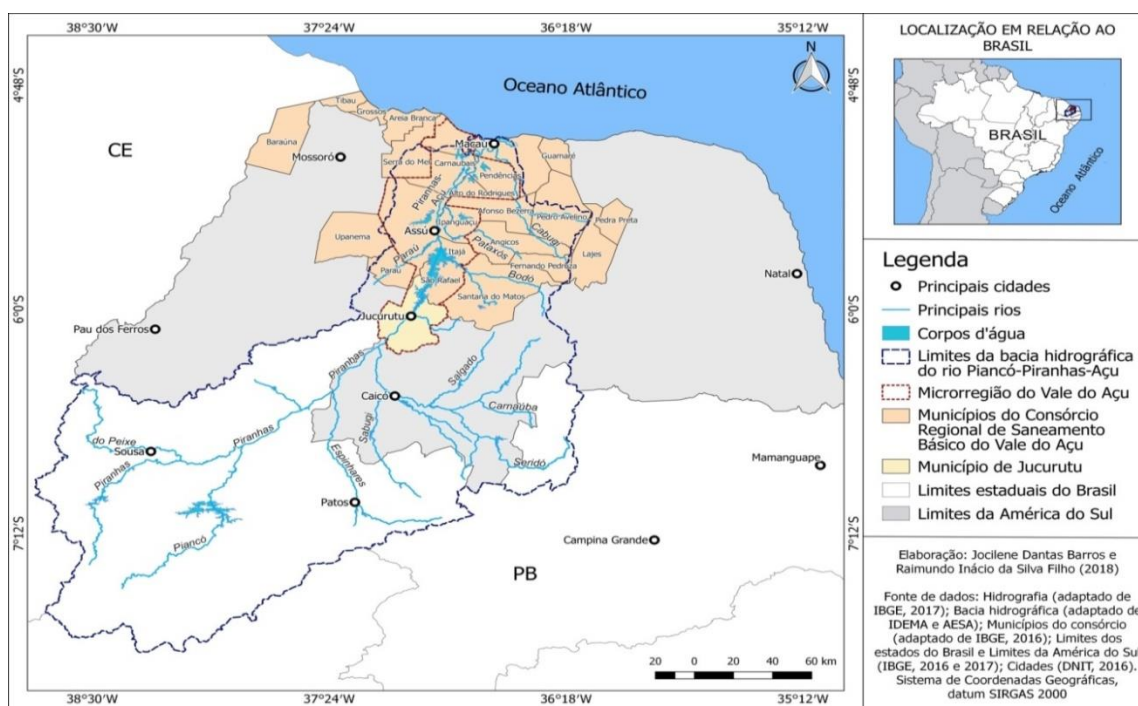 38°30'W 37°24'W 36°18'W 35°12'W
4°48'S
6°0'S
7°12'S
N
Oceano Atlântico
CE
Tibau
Grossos
Areia Branca
Baraúna
Mossoró
Macau
Serra do Mel
Carnaubais
Guamaré
Pendências
Piranhas-Açu
Alto do Rodrigues
Afonso Bezerra
Pedro Avelino
Pedra Preta
Upanema
Assú
Ipanguaçu
Cabugi
Pataxós
Angicos
Lajes
Paraú
Itajá
Paraú
Fernando Pedroza
Bodó
Natal
São Rafael
Santana do Matos
Jucurutu
Pau dos Ferros
Piranhas
Salgado
Caicó
Carnaúba
Sabugi
do Peixe
Piranhas
Sousa
Piranhas
Espinhares
Seridó
Mamanguape
Patos
Piancó
Campina Grande
PB
20 0 20 40 60 km
38°30'W 37°24'W 36°18'W 35°12'W
4°48'S
6°0'S
7°12'S
LOCALIZAÇÃO EM RELAÇÃO AO
BRASIL
BRASIL
Oceano Atlântico
Legenda
Principais cidades
Principais rios
Corpos d'água
Limites da bacia hidrográfica
do rio Piancó-Piranhas-Açu
Microrregião do Vale do Açu
Municípios do Consórcio
Regional de Saneamento
Básico do Vale do Açu
Município de Jucurutu
Limites estaduais do Brasil
Limites da América do Sul
Elaboração: Jocilene Dantas Barros e
Raimundo Inácio da Silva Filho (2018)
Fonte de dados: Hidrografia (adaptado de
IBGE, 2017); Bacia hidrográfica (adaptado de
IDEMA e AESA); Municípios do consórcio
(adaptado de IBGE, 2016); Limites dos
estados do Brasil e Limites da América do Sul
(IBGE, 2016 e 2017); Cidades (DNIT, 2016).
Sistema de Coordenadas Geográficas,
datum SIRGAS 2000